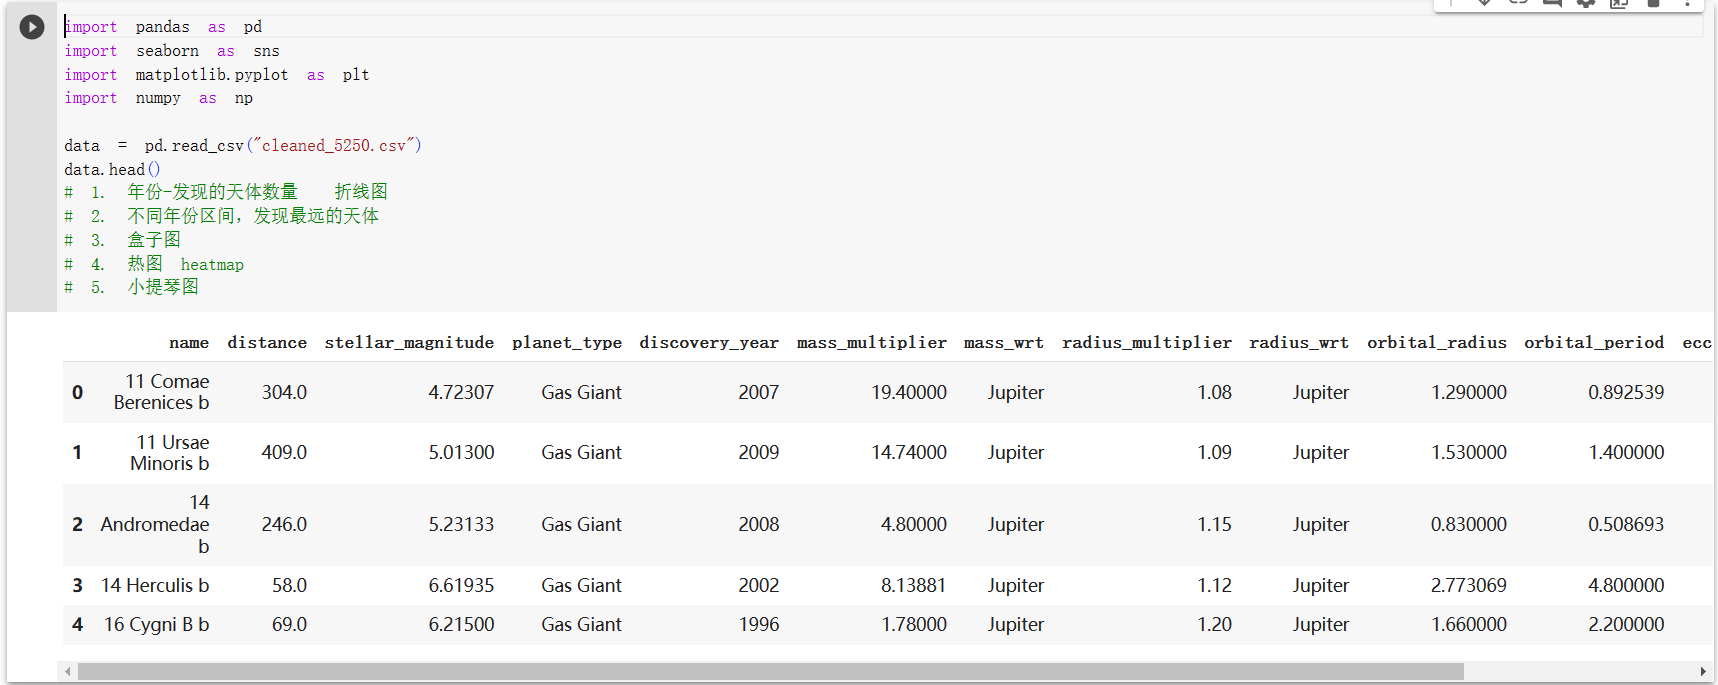 import pandas as pd
import seaborn as sns
import matplotlib.pyplot as plt
import numpy as np
data = pd.read_csv("cleaned_5250.csv")
data.head()
# 1. 年份-发现的天体数量 折线图
# 2. 不同年份区间，发现最远的天体
# 3. 盒子图
# 4. 热图 heatmap
# 5. 小提琴图
name distance stellar_magnitude planet_type discovery_year mass_multiplier mass_wrt radius_multiplier radius_wrt orbital_radius orbital_period ecc
0 11 Comae Berenices b 304.0 4.72307 Gas Giant 2007 19.40000 Jupiter 1.08 Jupiter 1.290000 0.892539
1 11 Ursae Minoris b 409.0 5.01300 Gas Giant 2009 14.74000 Jupiter 1.09 Jupiter 1.530000 1.400000
2 14 Andromedae b 246.0 5.23133 Gas Giant 2008 4.80000 Jupiter 1.15 Jupiter 0.830000 0.508693
3 14 Herculis b 58.0 6.61935 Gas Giant 2002 8.13881 Jupiter 1.12 Jupiter 2.773069 4.800000
4 16 Cygni B b 69.0 6.21500 Gas Giant 1996 1.78000 Jupiter 1.20 Jupiter 1.660000 2.200000